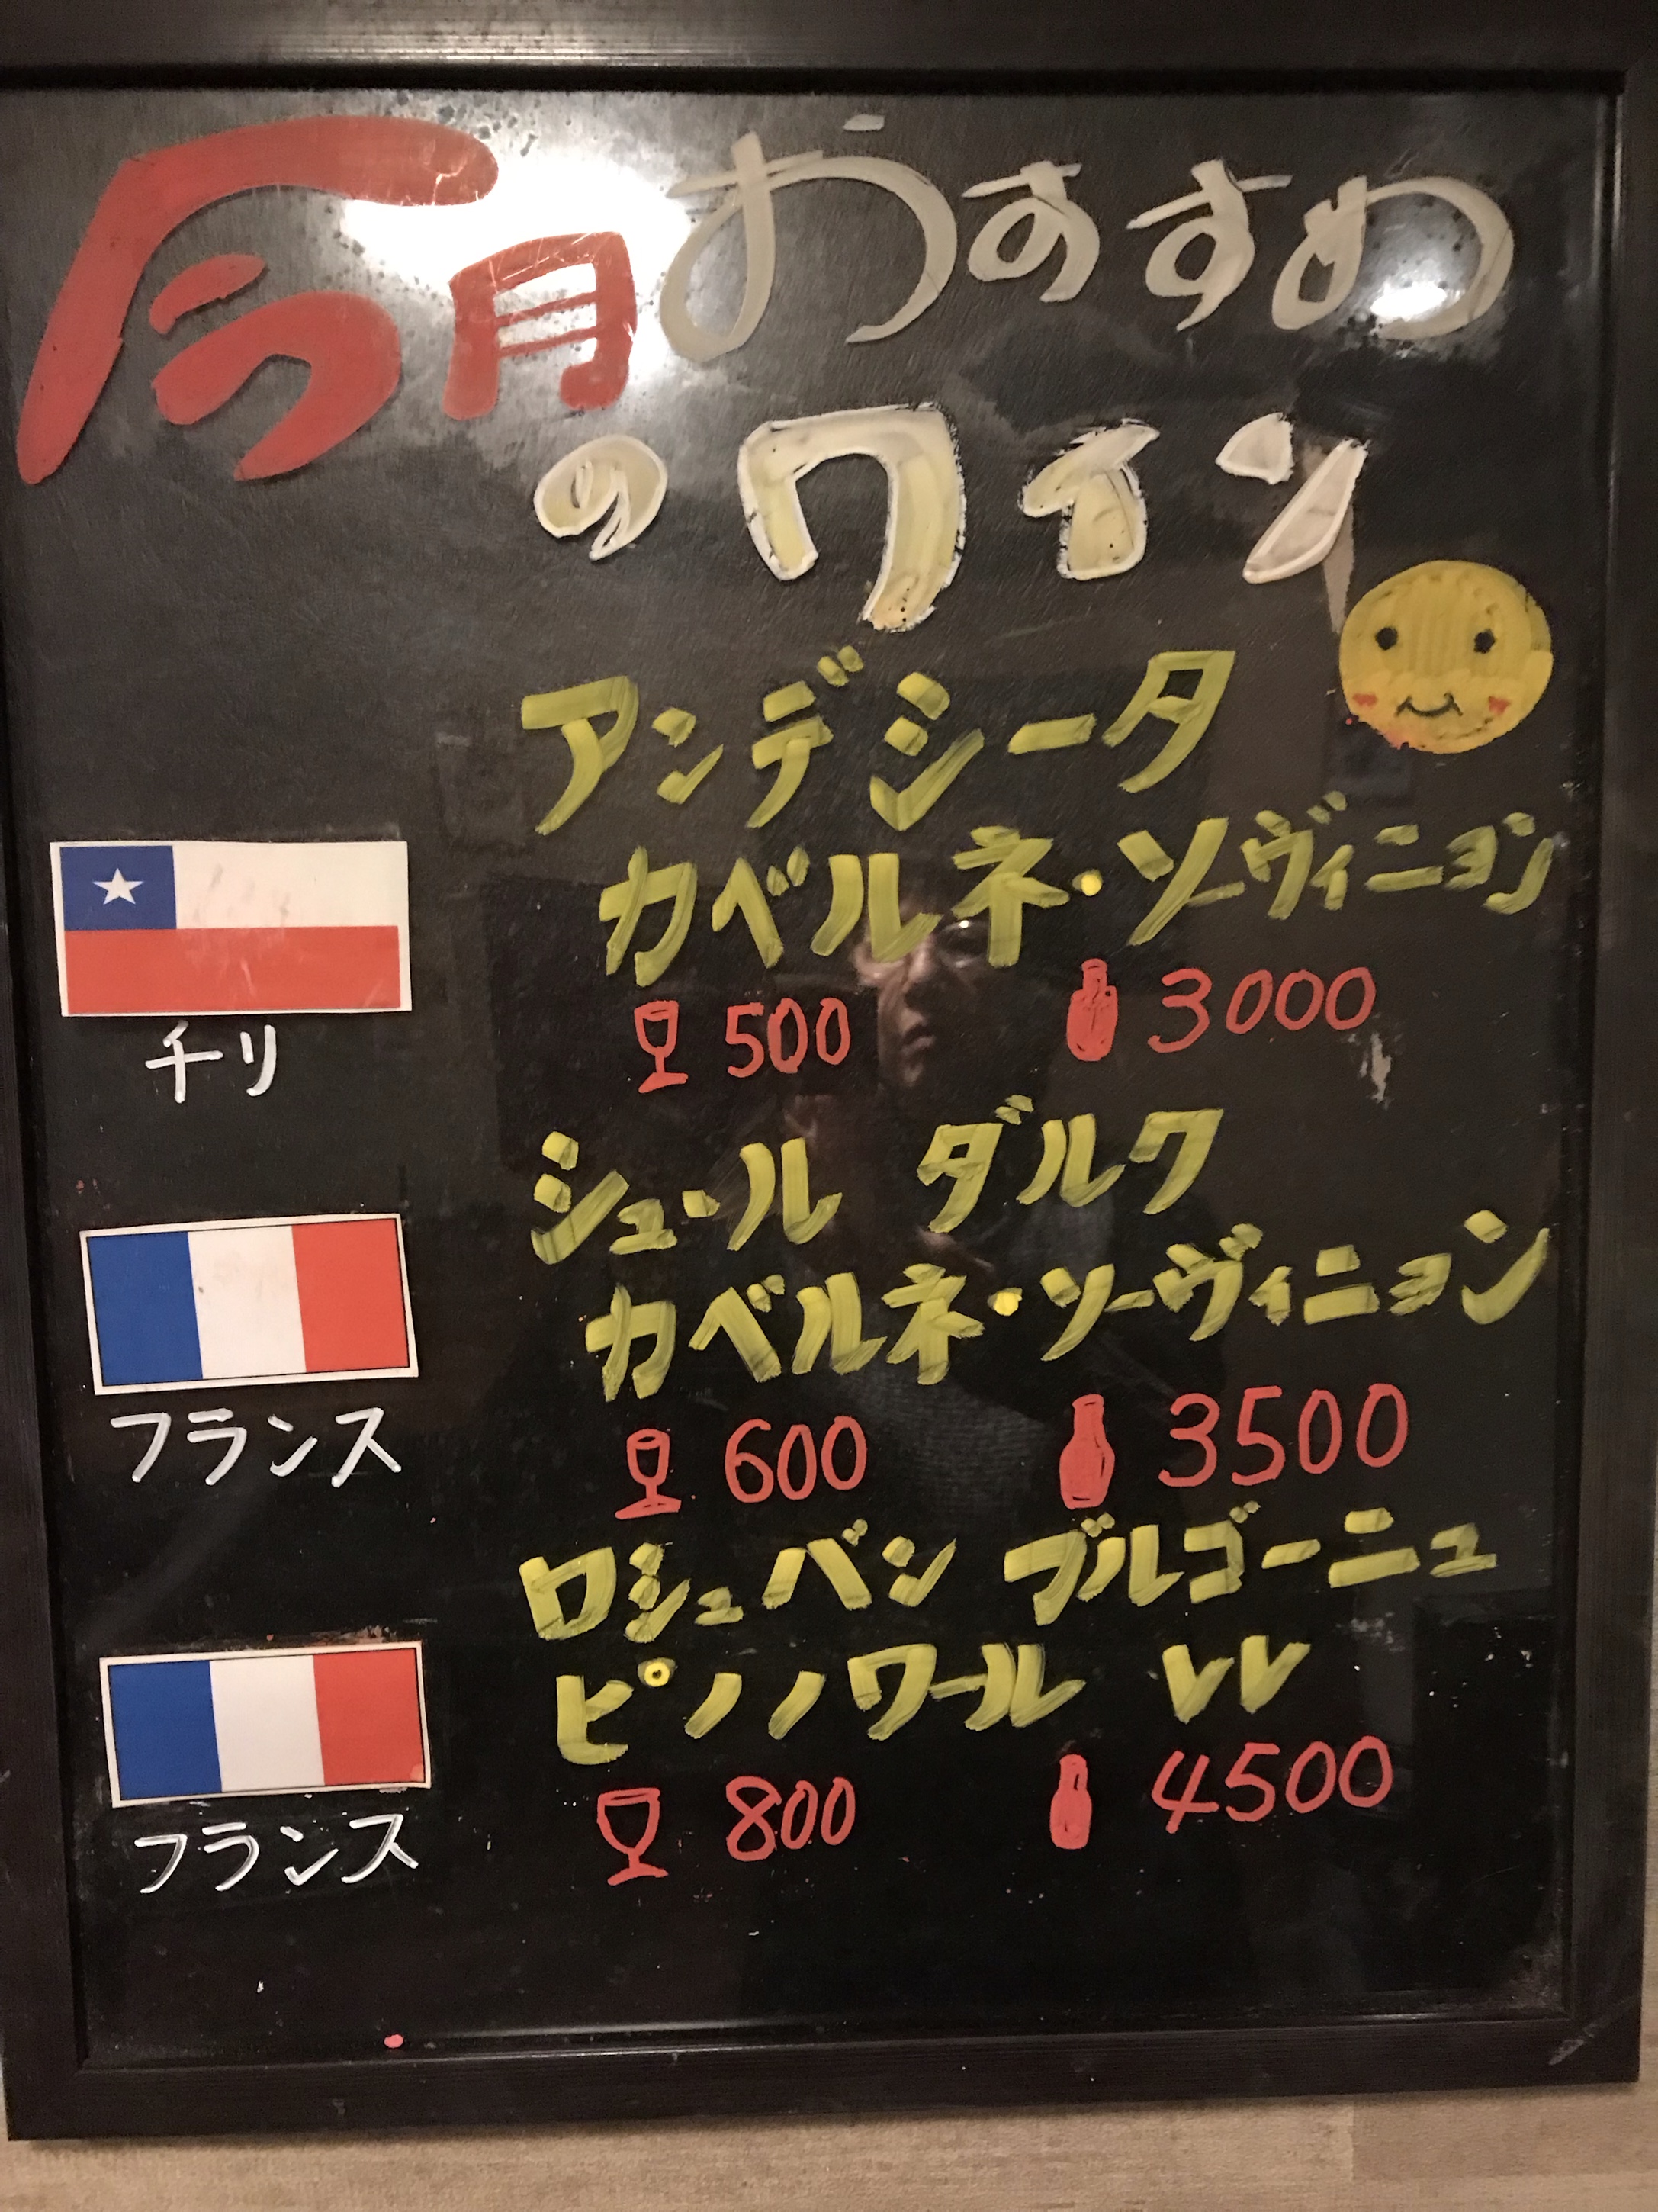 今月おすすめ
のワイン
アンデシータ
カベルネ・ソーヴィニヨン
500 3000
チリ
シュール ダルク
カベルネ・ソーヴィニョン
フランス
600 3500
ロシュバン ブルゴーニュ
ピノノワール VV
800 4500
フランス